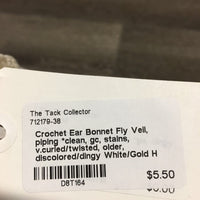 The Tack Collector
712179-38
Crochet Ear Bonnet Fly Veil,
piping *clean, gc, stains,
v.curled/twisted, older,
discolored/dingy White/Gold H
D8T164
$5.50